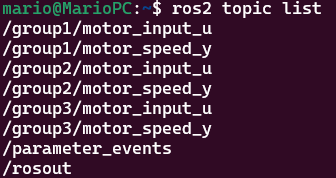 mario@MarioPC:~$ ros2 topic list
/group1/motor_input_u
/group1/motor_speed_y
/group2/motor_input_u
/group2/motor_speed_y
/group3/motor_input_u
/group3/motor_speed_y
/parameter_events
/rosout